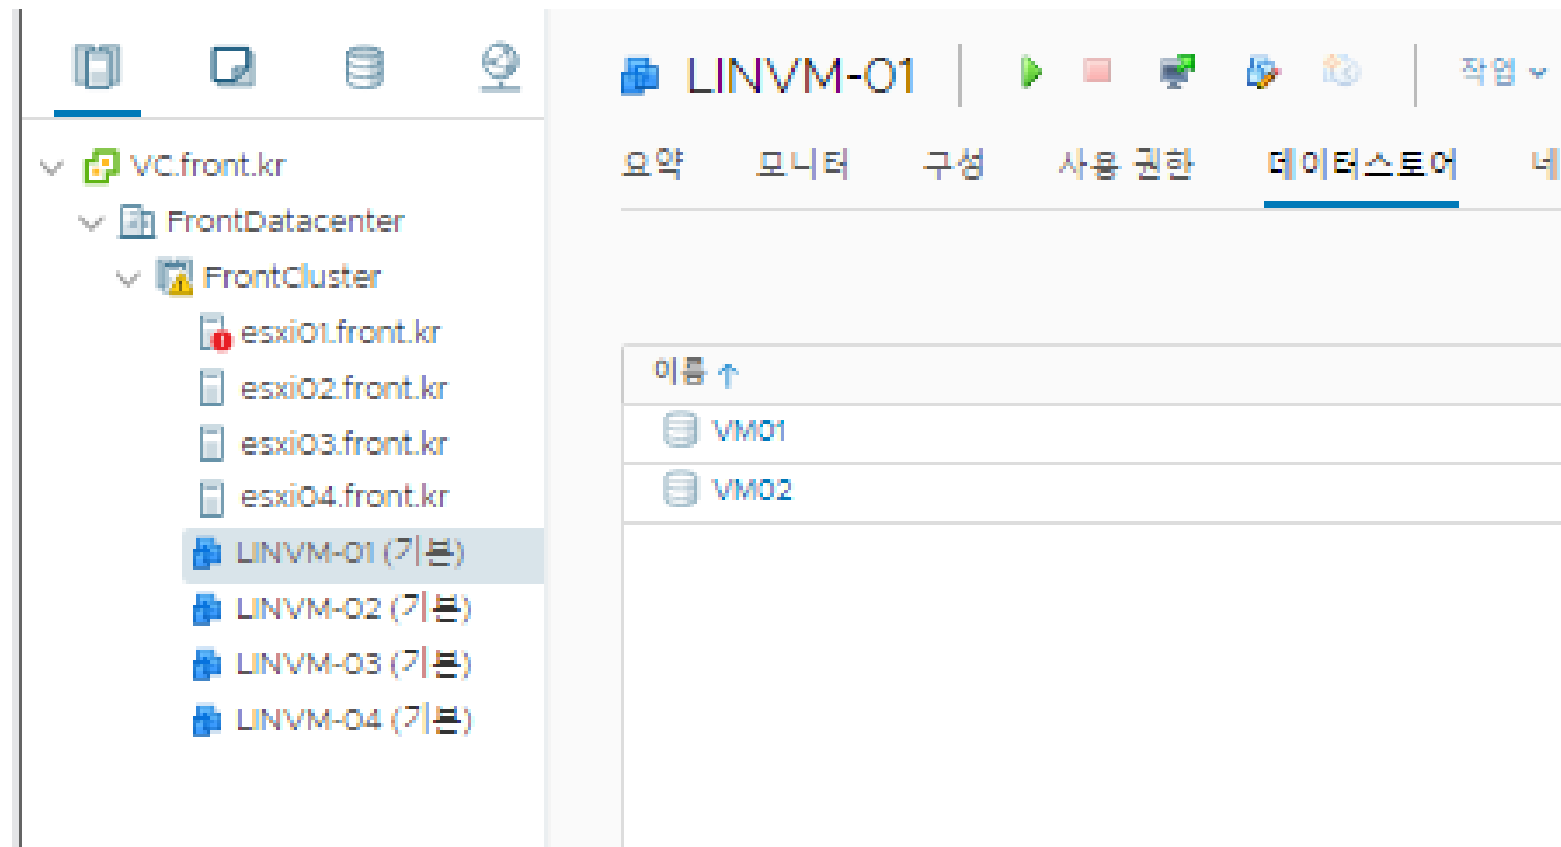 VC.front.kr
FrontDatacenter
FrontCluster
esxi01.front.kr
esxi02.front.kr
esxi03.front.kr
esxi04.front.kr
LINVM-01 (기본)
LINVM-02 (기본)
LINVM-03 (기본)
LINVM-04 (기본)
LINVM-01 작업
요약 모니터 구성 사용 권한 데이터스토어 네
이름
VM01
VM02